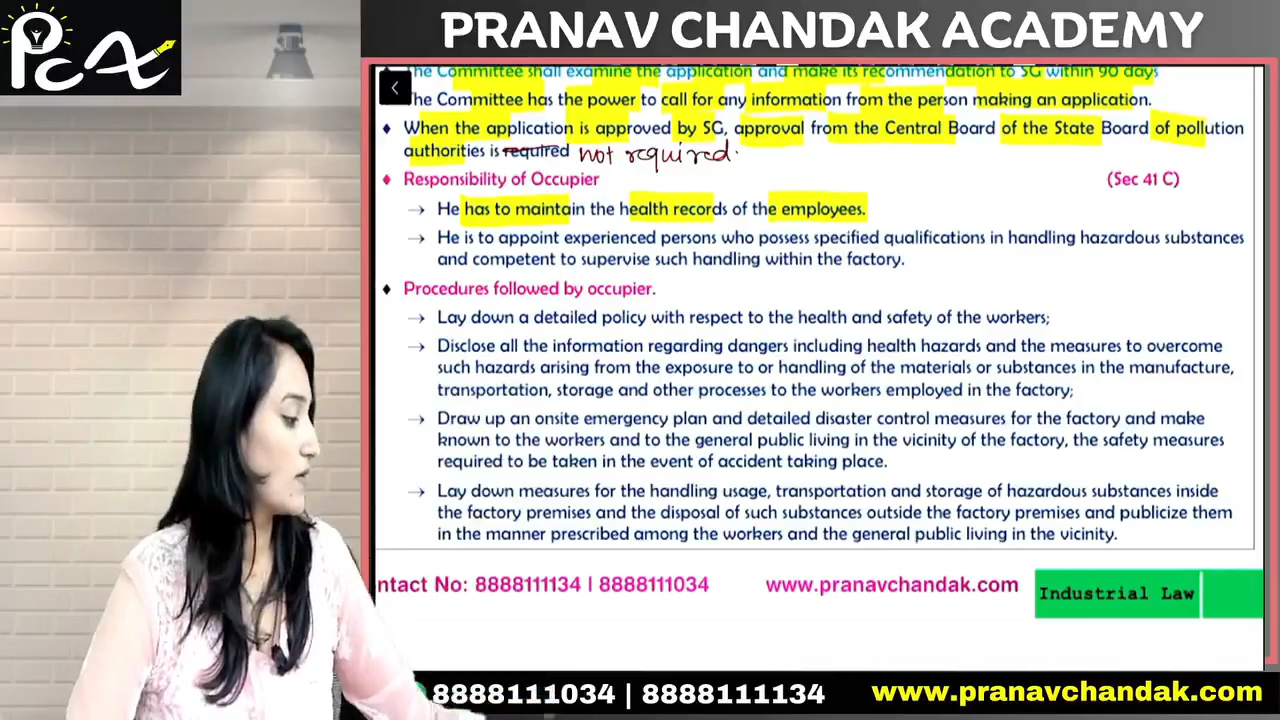 PCA
PRANAV CHANDAK ACADEMY
The Committee shall examine the application and make its recommendation to SG within 90 days
The Committee has the power to call for any information from the person making an application.
♦ When the application is approved by SG, approval from the Central Board of the State Board of pollution
authorities is required not required.
♦ Responsibility of Occupier (Sec 41 C)
→ He has to maintain the health records of the employees.
→ He is to appoint experienced persons who possess specified qualifications in handling hazardous substances
and competent to supervise such handling within the factory.
♦ Procedures followed by occupier.
→ Lay down a detailed policy with respect to the health and safety of the workers;
→ Disclose all the information regarding dangers including health hazards and the measures to overcome
such hazards arising from the exposure to or handling of the materials or substances in the manufacture,
transportation, storage and other processes to the workers employed in the factory;
→ Draw up an onsite emergency plan and detailed disaster control measures for the factory and make
known to the workers and to the general public living in the vicinity of the factory, the safety measures
required to be taken in the event of accident taking place.
→ Lay down measures for the handling usage, transportation and storage of hazardous substances inside
the factory premises and the disposal of such substances outside the factory premises and publicize them
in the manner prescribed among the workers and the general public living in the vicinity.
ntact No: 8888111134 | 8888111034 www.pranavchandak.com
Industrial Law
8888111034 | 8888111134 www.pranavchandak.com